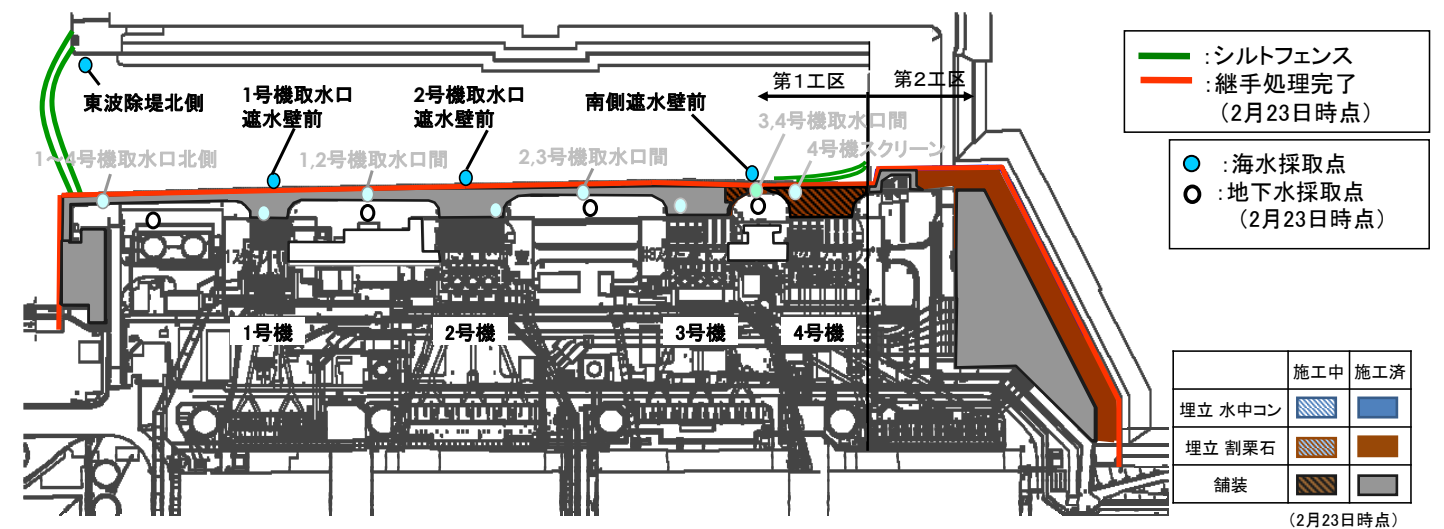 第1工区
第2工区
:シルトフェンス
:継手処理完了
(2月23日時点)
東波除堤北側
1号機取水口
遮水壁前
2号機取水口
遮水壁前
南側遮水壁前
3,4号機取水口間
1～4号機取水口北側
1,2号機取水口間
2,3号機取水口間
4号機スクリーン
:海水採取点
:地下水採取点
(2月23日時点)
1号機
2号機
3号機
4号機
施工中 施工済
埋立 水中コン
埋立 割栗石
舗装
(2月23日時点)